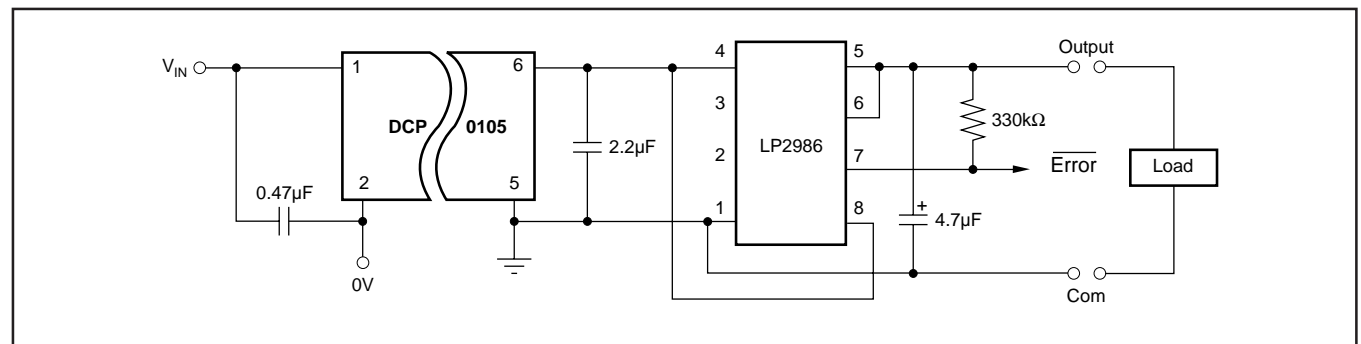 V_IN
1
6
4
5
Output
DCP
0105
3
6
330kΩ
2.2µF
LP2986
2
7
Error
Load
0.47µF
2
5
1
8
+
4.7µF
0V
Com